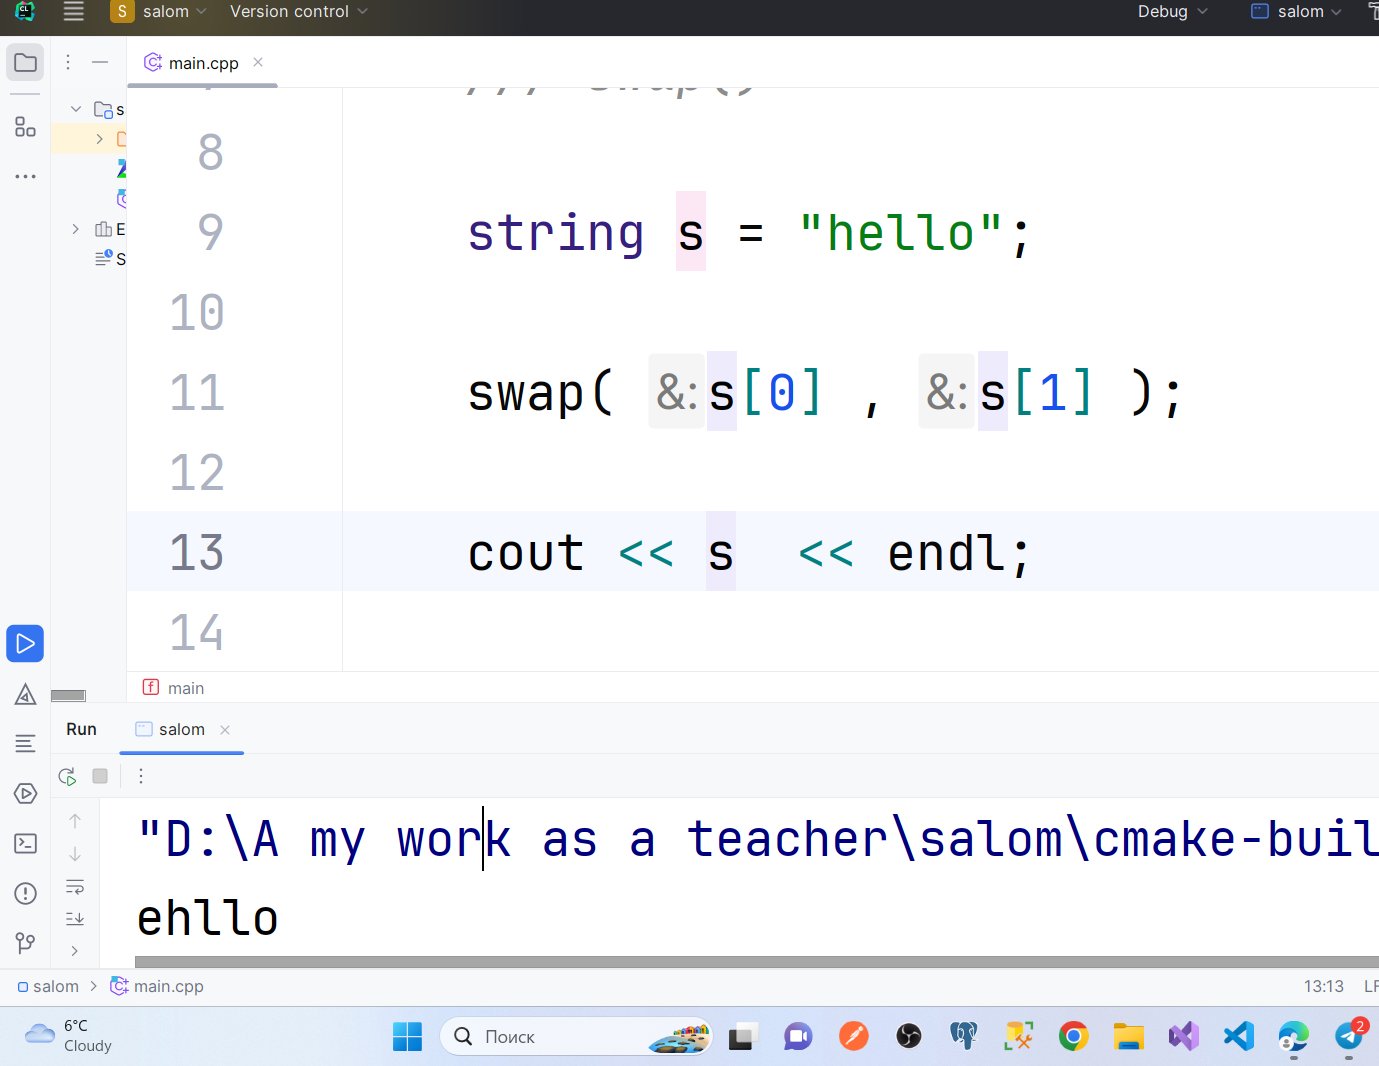 S salom Version control Debug salom
main.cpp
/// swap()
s
8
9 string s = "hello";
E
S
10
11 swap( &: s[0] , &: s[1] );
12
13 cout << s << endl;
14
main
Run salom
"D:\A my work as a teacher\salom\cmake-buil
ehllo
salom > main.cpp 13:13 LF
6°C
Cloudy
Поиск
2